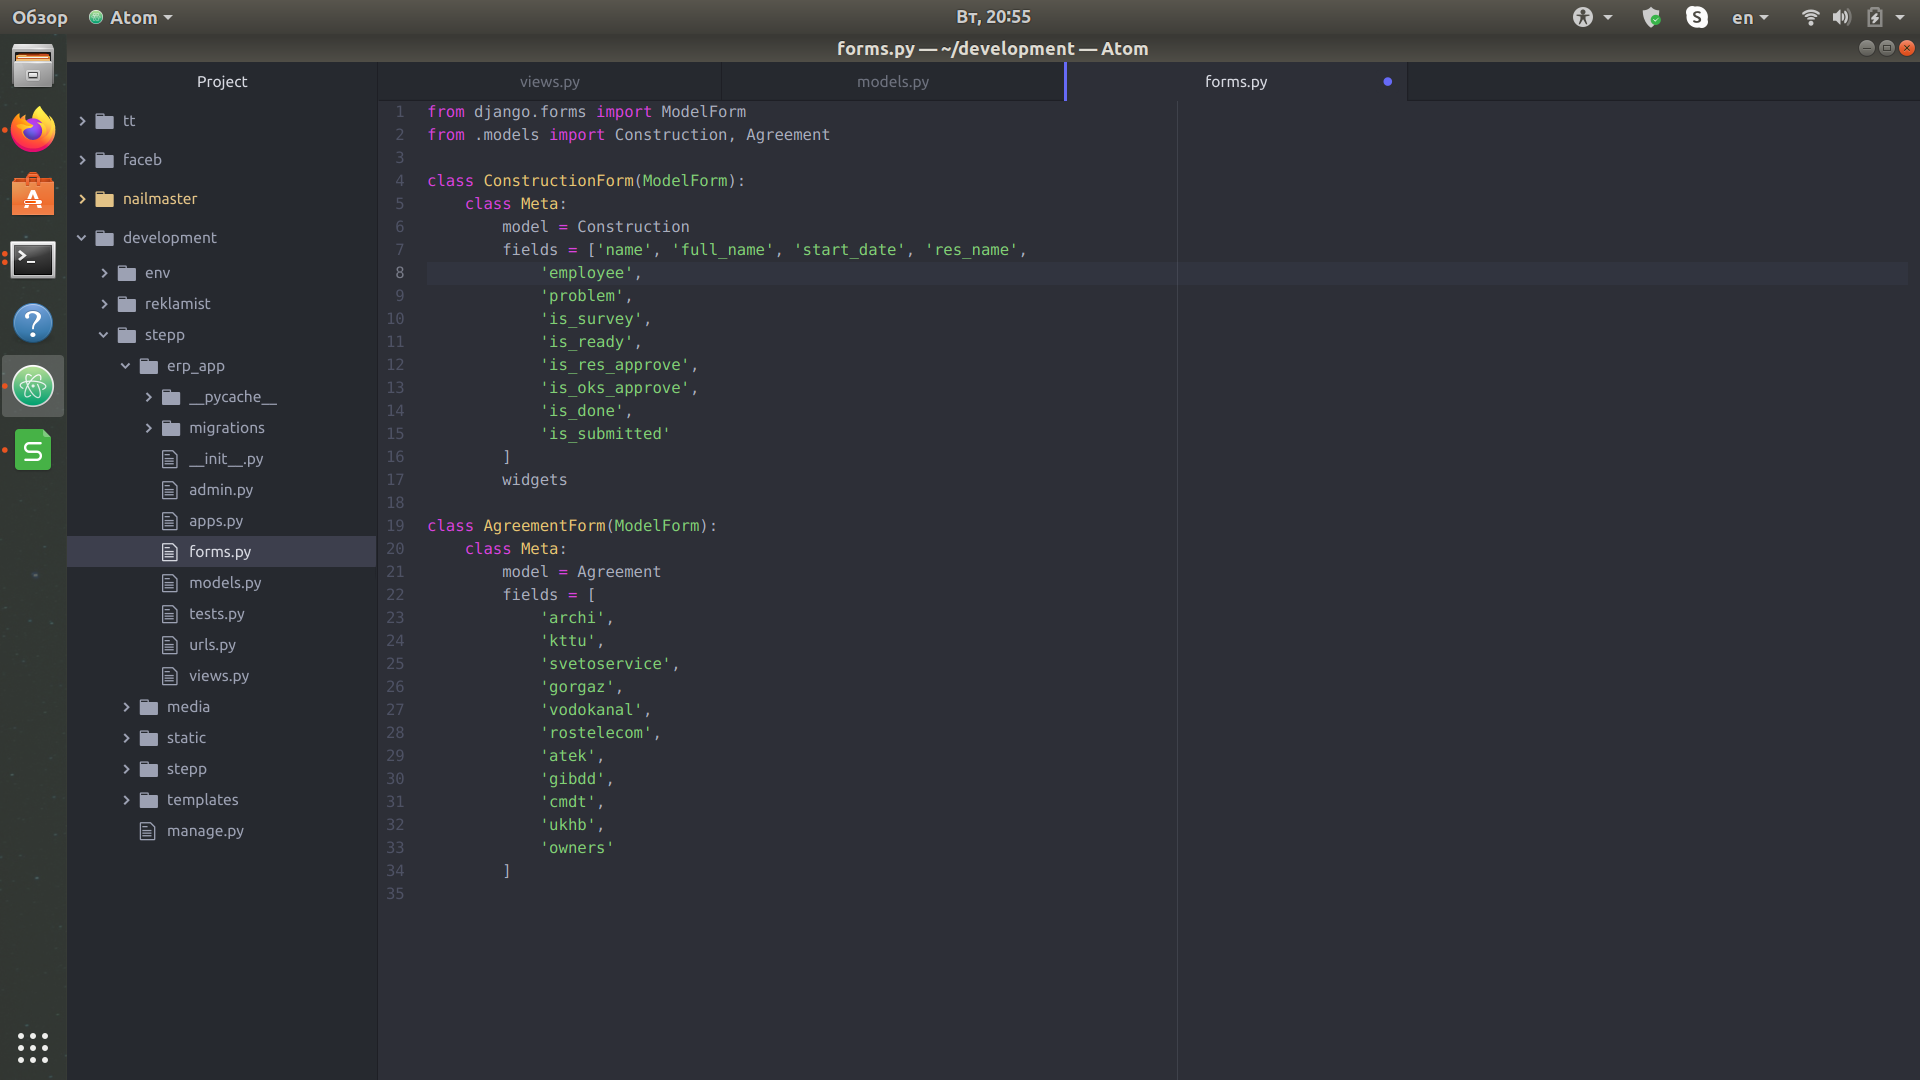 Обзор
Atom
Вт, 20:55
en
forms.py — ~/development — Atom
Project
views.py
models.py
forms.py
tt
faceb
nailmaster
development
env
reklamist
stepp
erp_app
__pycache__
migrations
__init__.py
admin.py
apps.py
forms.py
models.py
tests.py
urls.py
views.py
media
static
stepp
templates
manage.py
1 from django.forms import ModelForm
2 from .models import Construction, Agreement
3
4 class ConstructionForm(ModelForm):
5     class Meta:
6         model = Construction
7         fields = ['name', 'full_name', 'start_date', 'res_name',
8             'employee',
9             'problem',
10             'is_survey',
11             'is_ready',
12             'is_res_approve',
13             'is_oks_approve',
14             'is_done',
15             'is_submitted'
16         ]
17         widgets
18
19 class AgreementForm(ModelForm):
20     class Meta:
21         model = Agreement
22         fields = [
23             'archi',
24             'kttu',
25             'svetoservice',
26             'gorgaz',
27             'vodokanal',
28             'rostelecom',
29             'atek',
30             'gibdd',
31             'cmdt',
32             'ukhb',
33             'owners'
34         ]
35